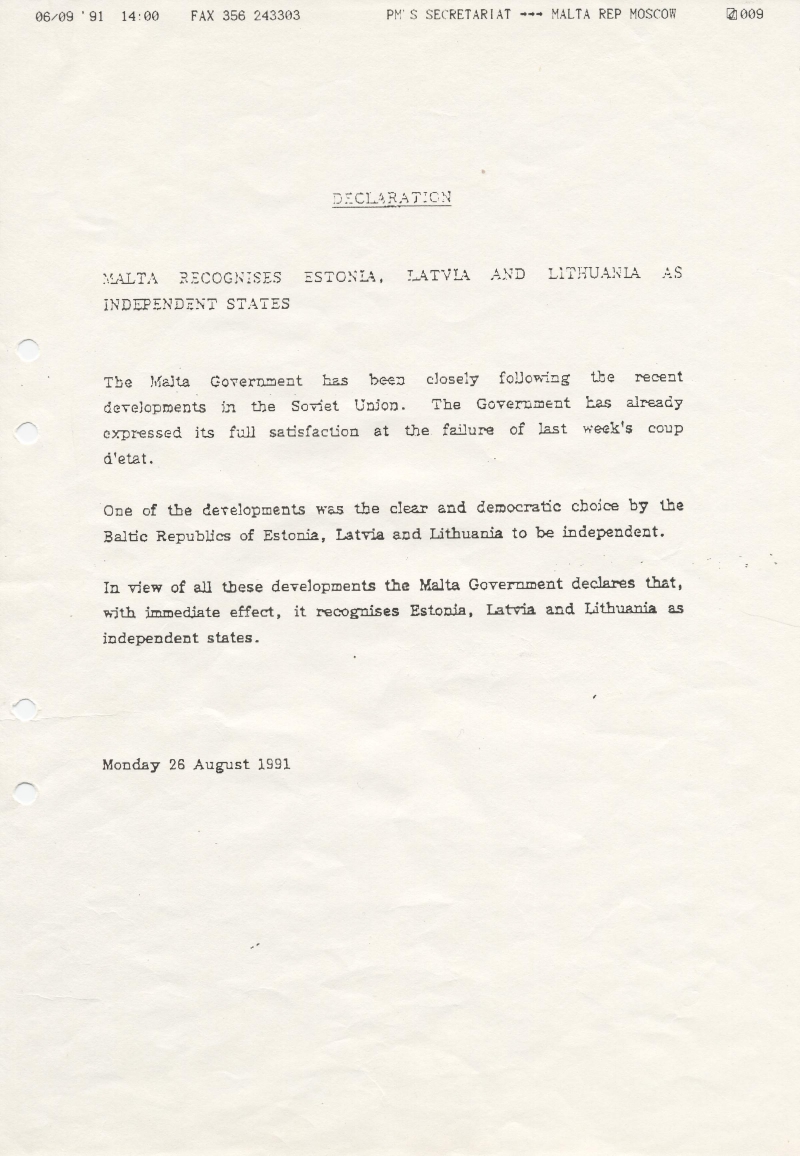 06/09 '91 14:00 FAX 356 243303 PM'S SECRETARIAT →→→ MALTA REP MOSCOW 009
DECLARATION
MALTA RECOGNISES ESTONIA, LATVIA AND LITHUANIA AS
INDEPENDENT STATES
The Malta Government has been closely following the recent
developments in the Soviet Union. The Government has already
expressed its full satisfaction at the failure of last week's coup
d'etat.
One of the developments was the clear and democratic choice by the
Baltic Republics of Estonia, Latvia and Lithuania to be independent.
In view of all these developments the Malta Government declares that,
with immediate effect, it recognises Estonia, Latvia and Lithuania as
independent states.
Monday 26 August 1991